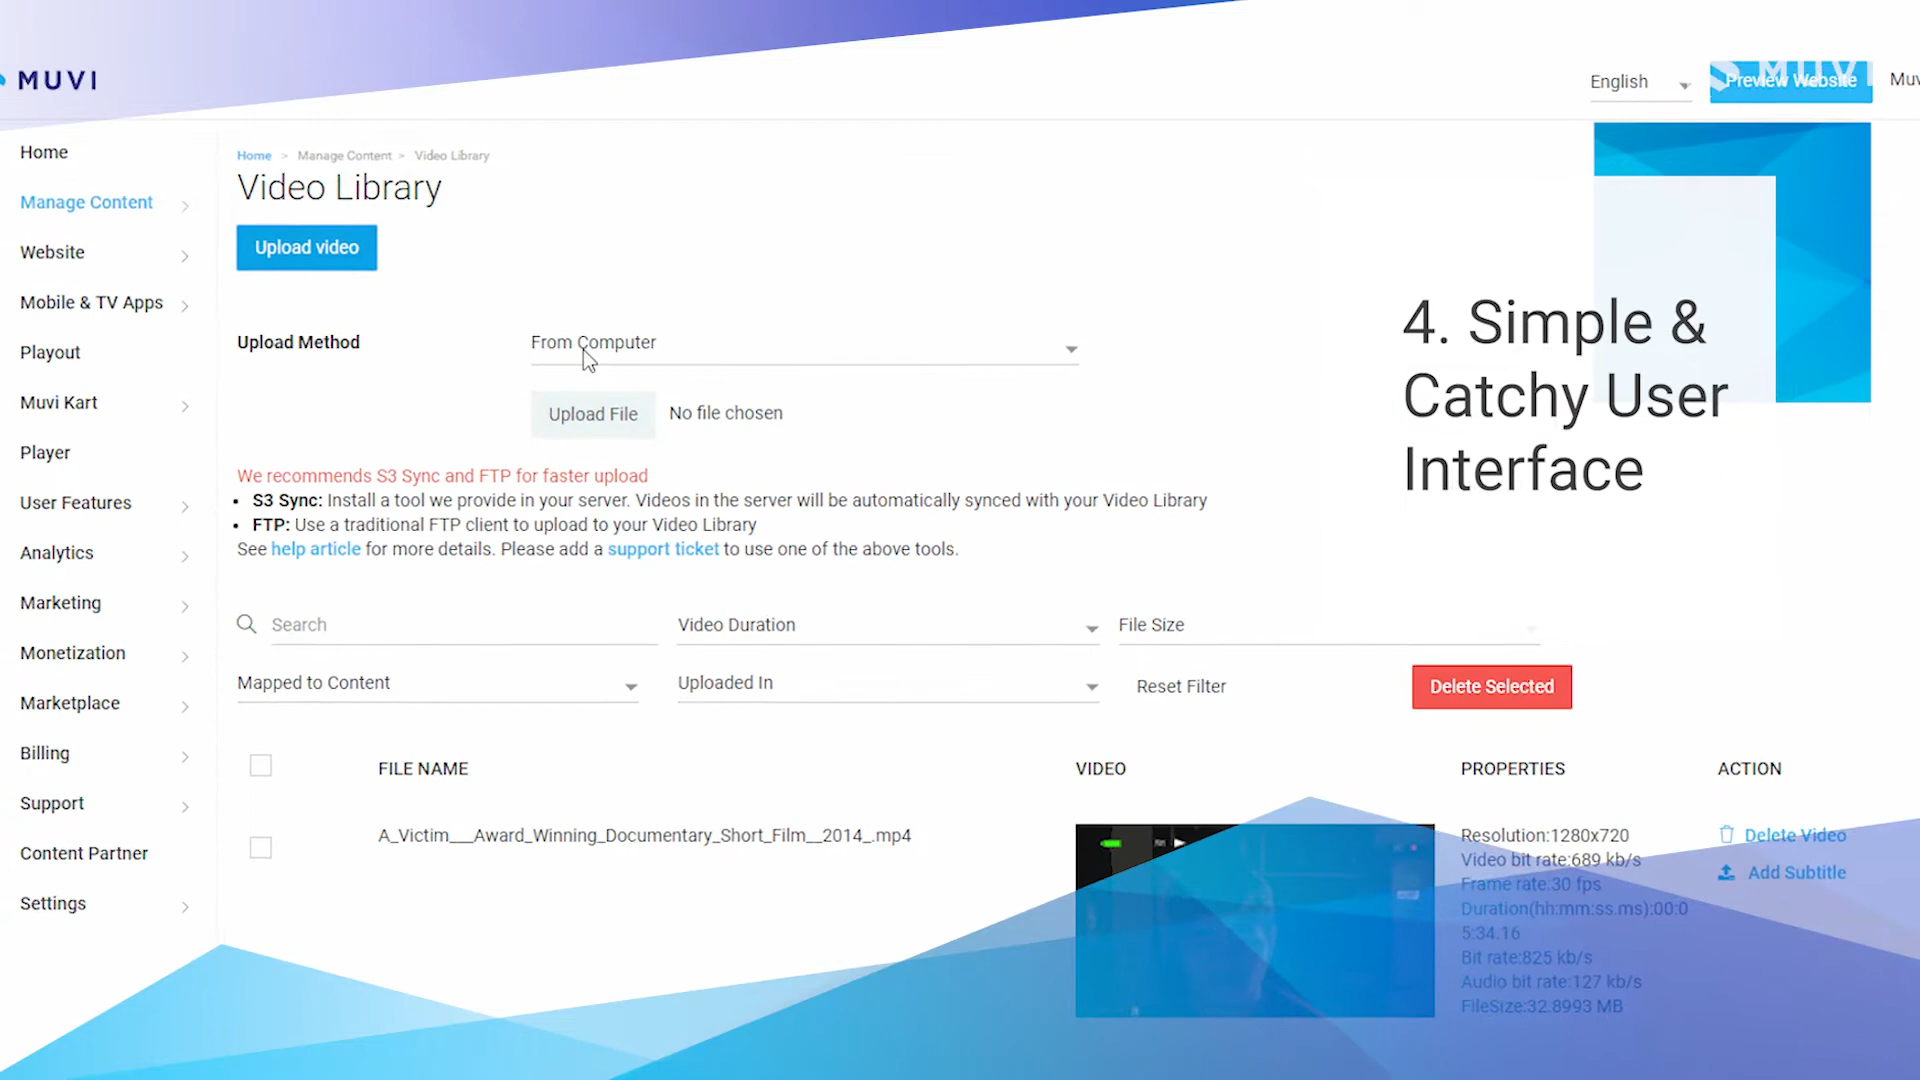 MUVI
English
Preview Website
MUVI
Muv
Home
Manage Content
Website
Mobile & TV Apps
Playout
Muvi Kart
Player
User Features
Analytics
Marketing
Monetization
Marketplace
Billing
Support
Content Partner
Settings
Home > Manage Content > Video Library
Video Library
Upload video
Upload Method
From Computer
Upload File No file chosen
We recommends S3 Sync and FTP for faster upload
• S3 Sync: Install a tool we provide in your server. Videos in the server will be automatically synced with your Video Library
• FTP: Use a traditional FTP client to upload to your Video Library
See help article for more details. Please add a support ticket to use one of the above tools.
4. Simple &
Catchy User
Interface
Search
Video Duration
File Size
Mapped to Content
Uploaded In
Reset Filter
Delete Selected
FILE NAME
VIDEO
PROPERTIES
ACTION
A_Victim___Award_Winning_Documentary_Short_Film__2014_.mp4
Resolution:1280x720
Video bit rate:689 kb/s
Frame rate:30 fps
Duration(hh:mm:ss.ms):00:0
5:34.16
Bit rate:825 kb/s
Audio bit rate:127 kb/s
FileSize:32.8993 MB
Delete Video
Add Subtitle